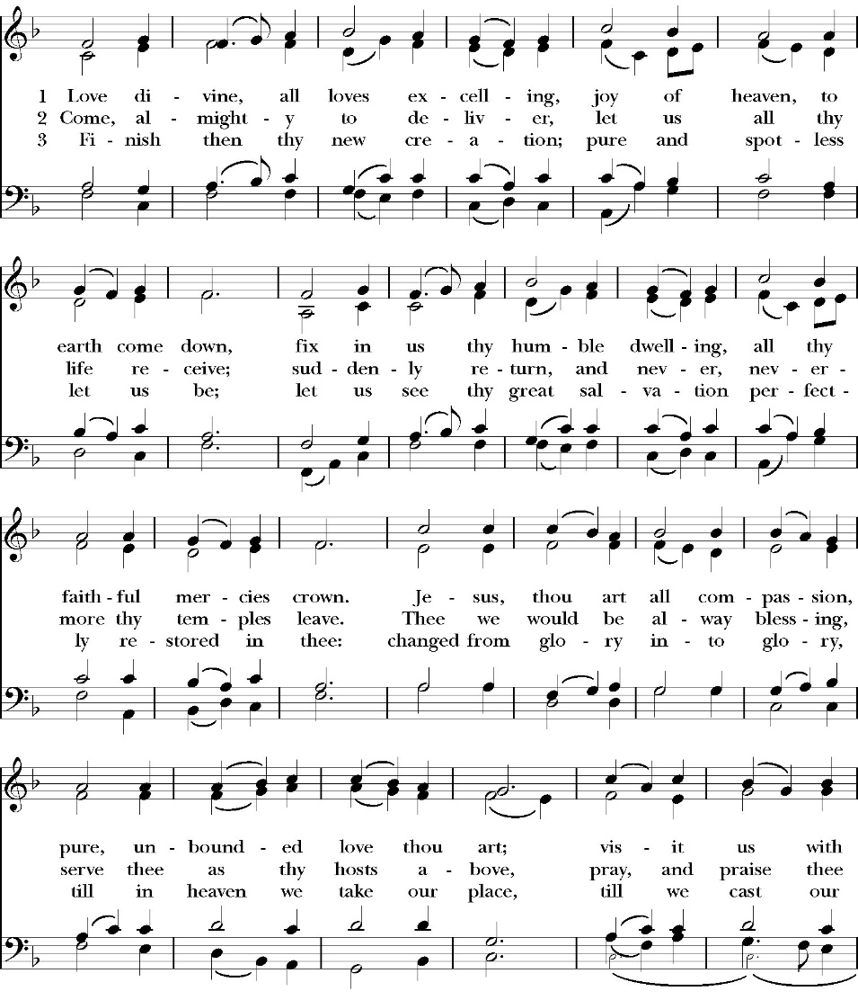 1 Love di - vine, all loves ex - cell - ing, joy of heaven, to
2 Come, al - might - y to de - liv - er, let us all thy
3 Fi - nish then thy new cre - a - tion; pure and spot - less
earth come down, fix in us thy hum - ble dwell - ing, all thy
life re - ceive; sud - den - ly re - turn, and nev - er, nev - er -
let us be; let us see thy great sal - va - tion per - fect -
faith - ful mer - cies crown. Je - sus, thou art all com - pas - sion,
more thy tem - ples leave. Thee we would be al - way bless - ing,
ly re - stored in thee: changed from glo - ry in - to glo - ry,
pure, un - bound - ed love thou art; vis - it us with
serve thee as thy hosts a - bove, pray, and praise thee
till in heaven we take our place, till we cast our